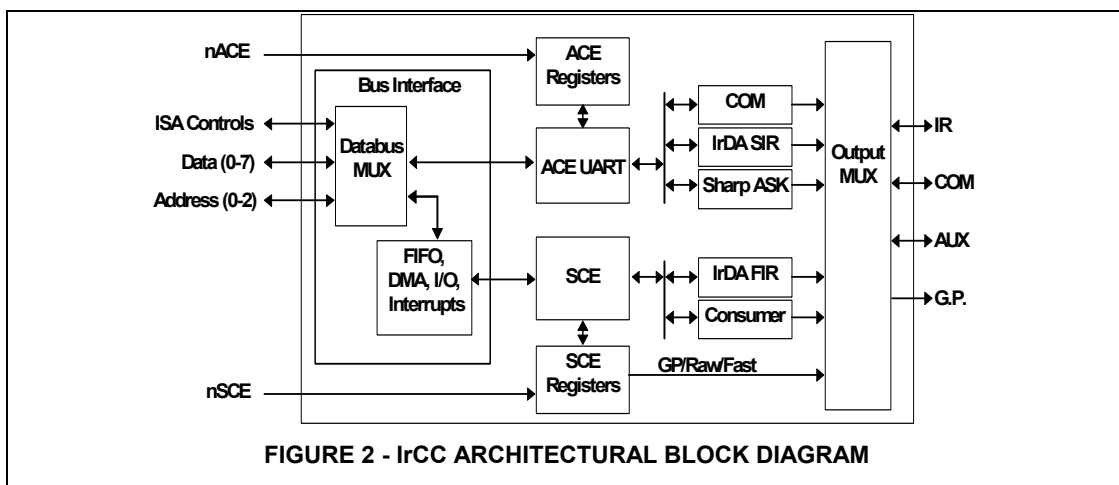 nACE
ISA Controls
Data (0-7)
Address (0-2)
nSCE
Bus Interface
Databus
MUX
FIFO,
DMA, I/O,
Interrupts
ACE
Registers
ACE UART
SCE
SCE
Registers
COM
IrDA SIR
Sharp ASK
IrDA FIR
Consumer
GP/Raw/Fast
Output
MUX
IR
COM
AUX
G.P.
FIGURE 2 - IrCC ARCHITECTURAL BLOCK DIAGRAM